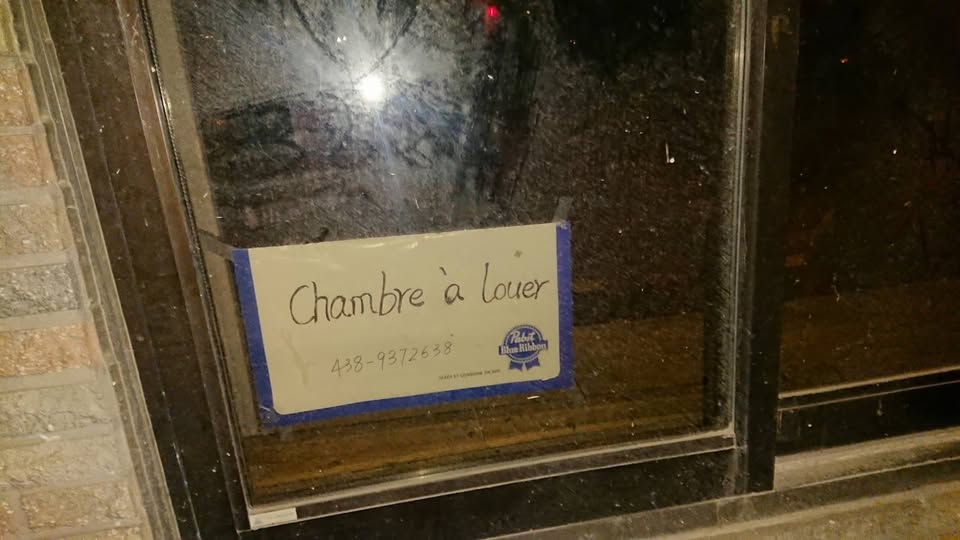 Chambre à louer
438-9372638
Pabst
Blue Ribbon